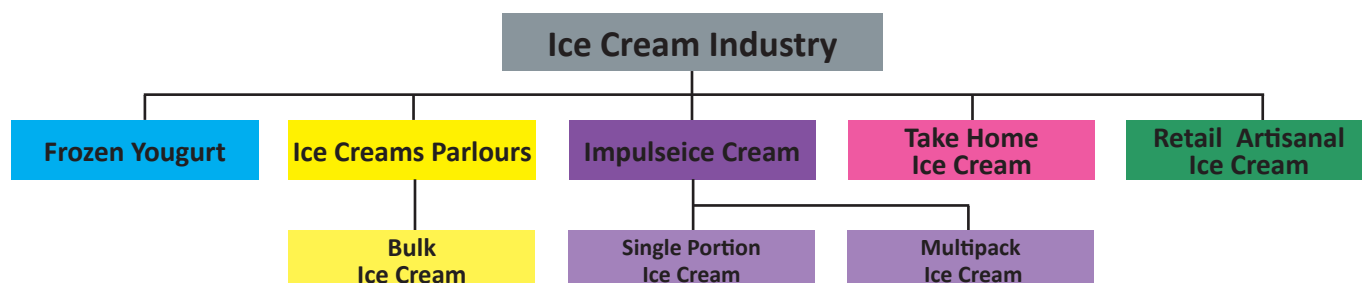 Ice Cream Industry
Frozen Yougurt
Ice Creams Parlours
Impulseice Cream
Take Home
Ice Cream
Retail Artisanal
Ice Cream
Bulk
Ice Cream
Single Portion
Ice Cream
Multipack
Ice Cream